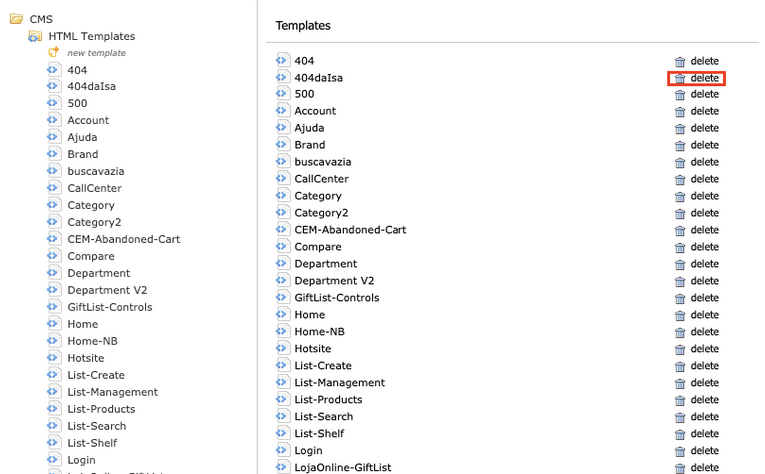 CMS
HTML Templates
new template
404
404daIsa
500
Account
Ajuda
Brand
buscavazia
CallCenter
Category
Category2
CEM-Abandoned-Cart
Compare
Department
Department V2
GiftList-Controls
Home
Home-NB
Hotsite
List-Create
List-Management
List-Products
List-Search
List-Shelf
Login
Templates
404 delete
404daIsa delete
500 delete
Account delete
Ajuda delete
Brand delete
buscavazia delete
CallCenter delete
Category delete
Category2 delete
CEM-Abandoned-Cart delete
Compare delete
Department delete
Department V2 delete
GiftList-Controls delete
Home delete
Home-NB delete
Hotsite delete
List-Create delete
List-Management delete
List-Products delete
List-Search delete
List-Shelf delete
Login delete
LojaOnline-GiftList delete